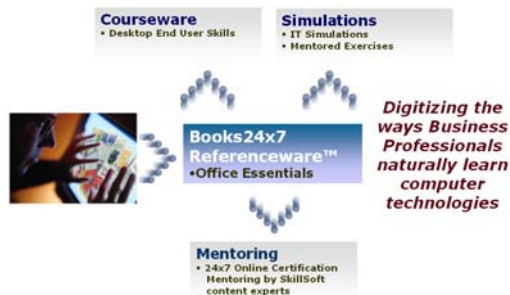 Courseware
• Desktop End User Skills
Simulations
• IT Simulations
• Mentored Exercises
Books24x7
Referenceware™
•Office Essentials
Digitizing the
ways Business
Professionals
naturally learn
computer
technologies
Mentoring
• 24x7 Online Certification
Mentoring by SkillSoft
content experts